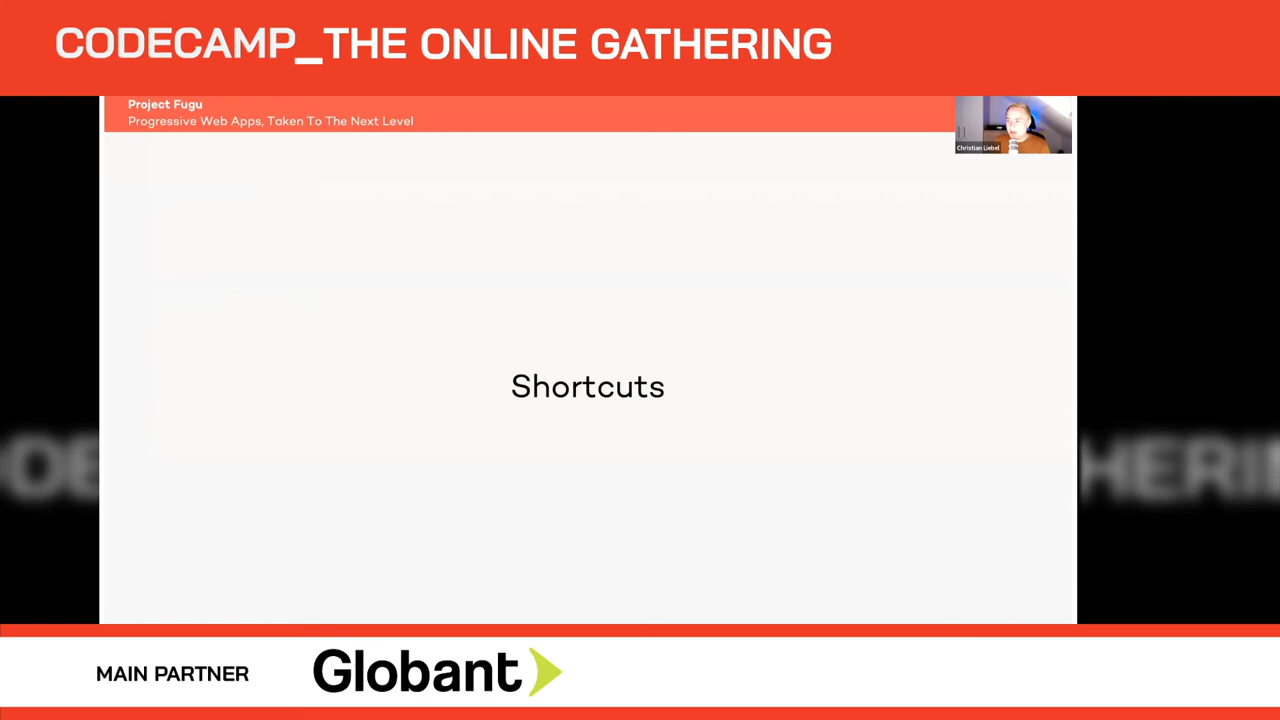 CODECAMP_THE ONLINE GATHERING
Project Fugu
Progressive Web Apps, Taken To The Next Level
Christian Liebel
Shortcuts
MAIN PARTNER
Globant